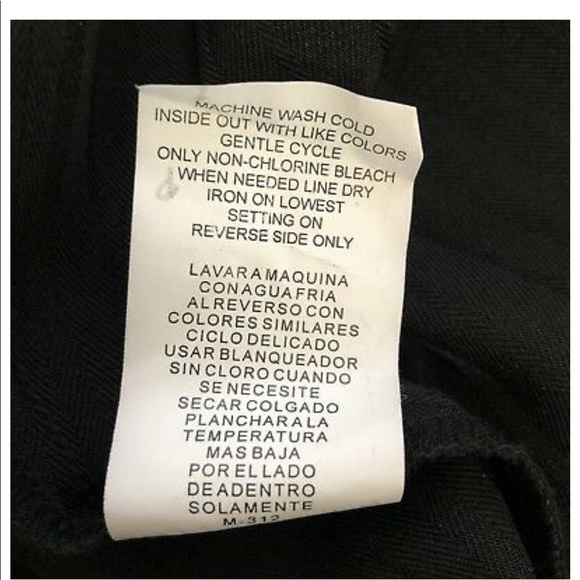 MACHINE WASH COLD
INSIDE OUT WITH LIKE COLORS
GENTLE CYCLE
ONLY NON-CHLORINE BLEACH
WHEN NEEDED LINE DRY
IRON ON LOWEST
SETTING ON
REVERSE SIDE ONLY
LAVAR A MAQUINA
CON AGUA FRIA
AL REVERSO CON
COLORES SIMILARES
CICLO DELICADO
USAR BLANQUEADOR
SIN CLORO CUANDO
SE NECESITE
SECAR COLGADO
PLANCHAR A LA
TEMPERATURA
MAS BAJA
POR EL LADO
DE ADENTRO
SOLAMENTE
M-312